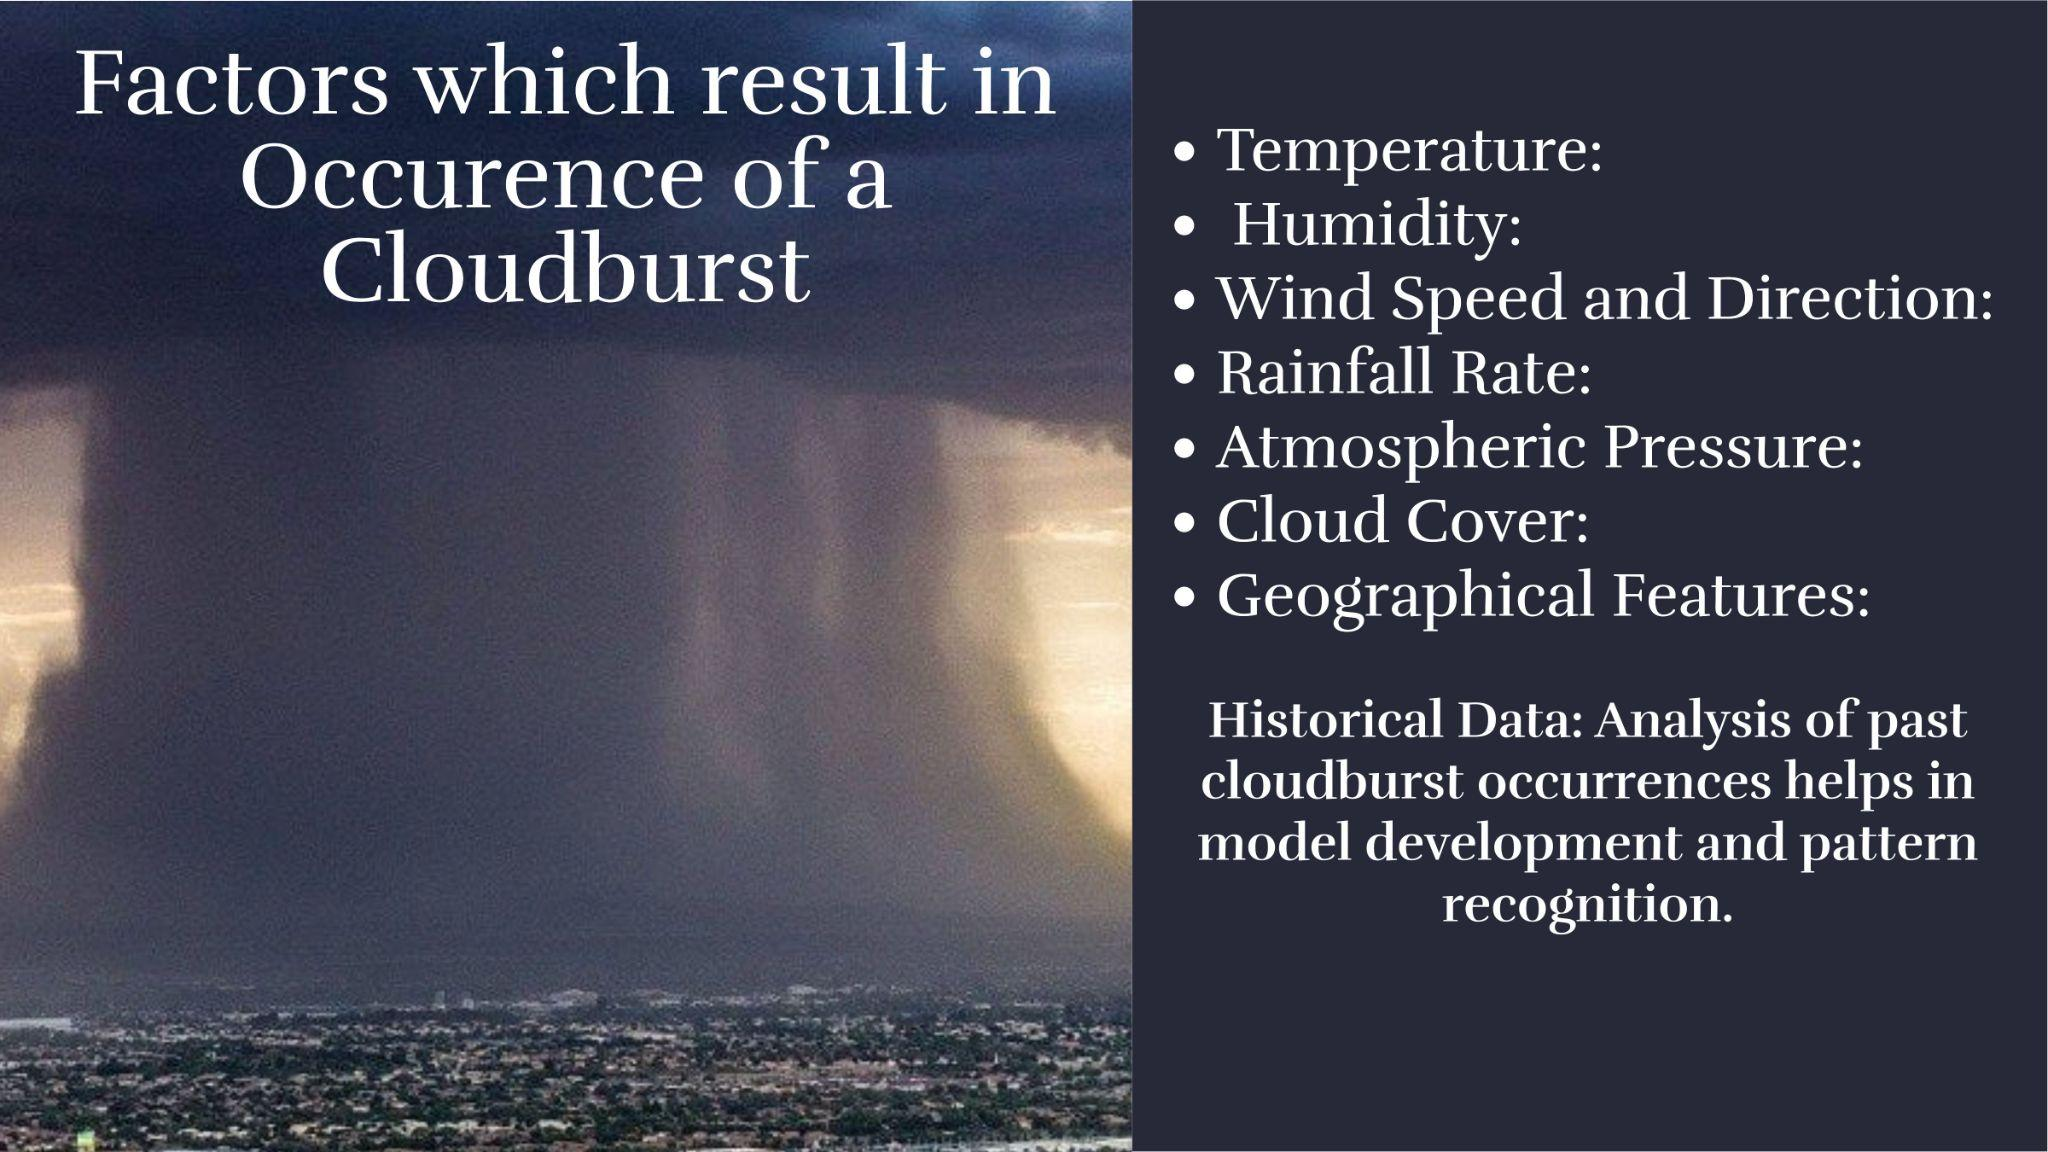 Factors which result in
Occurence of a
Cloudburst
• Temperature:
• Humidity:
• Wind Speed and Direction:
• Rainfall Rate:
• Atmospheric Pressure:
• Cloud Cover:
• Geographical Features:
Historical Data: Analysis of past
cloudburst occurrences helps in
model development and pattern
recognition.